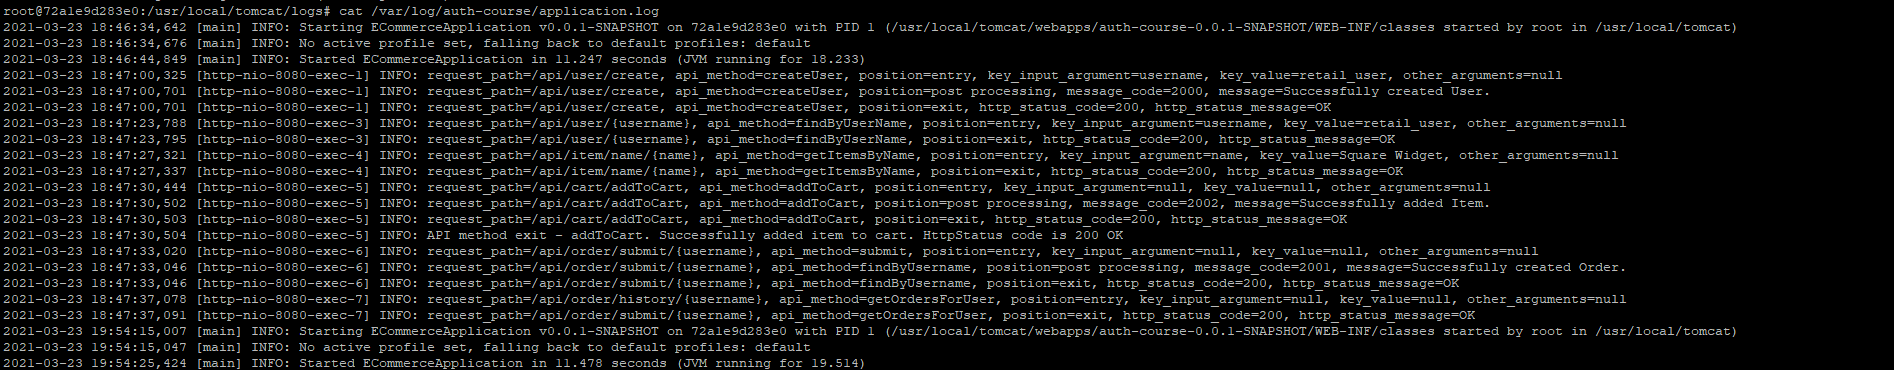 root@72a1e9d283e0:/usr/local/tomcat/logs# cat /var/log/auth-course/application.log
2021-03-23 18:46:34,642 [main] INFO: Starting ECommerceApplication v0.0.1-SNAPSHOT on 72a1e9d283e0 with PID 1 (/usr/local/tomcat/webapps/auth-course-0.0.1-SNAPSHOT/WEB-INF/classes started by root in /usr/local/tomcat)
2021-03-23 18:46:34,676 [main] INFO: No active profile set, falling back to default profiles: default
2021-03-23 18:46:44,849 [main] INFO: Started ECommerceApplication in 11.247 seconds (JVM running for 18.233)
2021-03-23 18:47:00,325 [http-nio-8080-exec-1] INFO: request_path=/api/user/create, api_method=createUser, position=entry, key_input_argument=username, key_value=retail_user, other_arguments=null
2021-03-23 18:47:00,701 [http-nio-8080-exec-1] INFO: request_path=/api/user/create, api_method=createUser, position=post processing, message_code=2000, message=Successfully created User.
2021-03-23 18:47:00,701 [http-nio-8080-exec-1] INFO: request_path=/api/user/create, api_method=createUser, position=exit, http_status_code=200, http_status_message=OK
2021-03-23 18:47:23,788 [http-nio-8080-exec-3] INFO: request_path=/api/user/{username}, api_method=findByUserName, position=entry, key_input_argument=username, key_value=retail_user, other_arguments=null
2021-03-23 18:47:23,795 [http-nio-8080-exec-3] INFO: request_path=/api/user/{username}, api_method=findByUserName, position=exit, http_status_code=200, http_status_message=OK
2021-03-23 18:47:27,321 [http-nio-8080-exec-4] INFO: request_path=/api/item/name/{name}, api_method=getItemsByName, position=entry, key_input_argument=name, key_value=Square Widget, other_arguments=null
2021-03-23 18:47:27,337 [http-nio-8080-exec-4] INFO: request_path=/api/item/name/{name}, api_method=getItemsByName, position=exit, http_status_code=200, http_status_message=OK
2021-03-23 18:47:30,444 [http-nio-8080-exec-5] INFO: request_path=/api/cart/addToCart, api_method=addToCart, position=entry, key_input_argument=null, key_value=null, other_arguments=null
2021-03-23 18:47:30,502 [http-nio-8080-exec-5] INFO: request_path=/api/cart/addToCart, api_method=addToCart, position=post processing, message_code=2002, message=Successfully added Item.
2021-03-23 18:47:30,503 [http-nio-8080-exec-5] INFO: request_path=/api/cart/addToCart, api_method=addToCart, position=exit, http_status_code=200, http_status_message=OK
2021-03-23 18:47:30,504 [http-nio-8080-exec-5] INFO: API method exit - addToCart. Successfully added item to cart. HttpStatus code is 200 OK
2021-03-23 18:47:33,020 [http-nio-8080-exec-6] INFO: request_path=/api/order/submit/{username}, api_method=submit, position=entry, key_input_argument=null, key_value=null, other_arguments=null
2021-03-23 18:47:33,046 [http-nio-8080-exec-6] INFO: request_path=/api/order/submit/{username}, api_method=findByUsername, position=post processing, message_code=2001, message=Successfully created Order.
2021-03-23 18:47:33,046 [http-nio-8080-exec-6] INFO: request_path=/api/order/submit/{username}, api_method=findByUsername, position=exit, http_status_code=200, http_status_message=OK
2021-03-23 18:47:37,078 [http-nio-8080-exec-7] INFO: request_path=/api/order/history/{username}, api_method=getOrdersForUser, position=entry, key_input_argument=null, key_value=null, other_arguments=null
2021-03-23 18:47:37,091 [http-nio-8080-exec-7] INFO: request_path=/api/order/submit/{username}, api_method=getOrdersForUser, position=exit, http_status_code=200, http_status_message=OK
2021-03-23 19:54:15,007 [main] INFO: Starting ECommerceApplication v0.0.1-SNAPSHOT on 72a1e9d283e0 with PID 1 (/usr/local/tomcat/webapps/auth-course-0.0.1-SNAPSHOT/WEB-INF/classes started by root in /usr/local/tomcat)
2021-03-23 19:54:15,047 [main] INFO: No active profile set, falling back to default profiles: default
2021-03-23 19:54:25,424 [main] INFO: Started ECommerceApplication in 11.478 seconds (JVM running for 19.514)